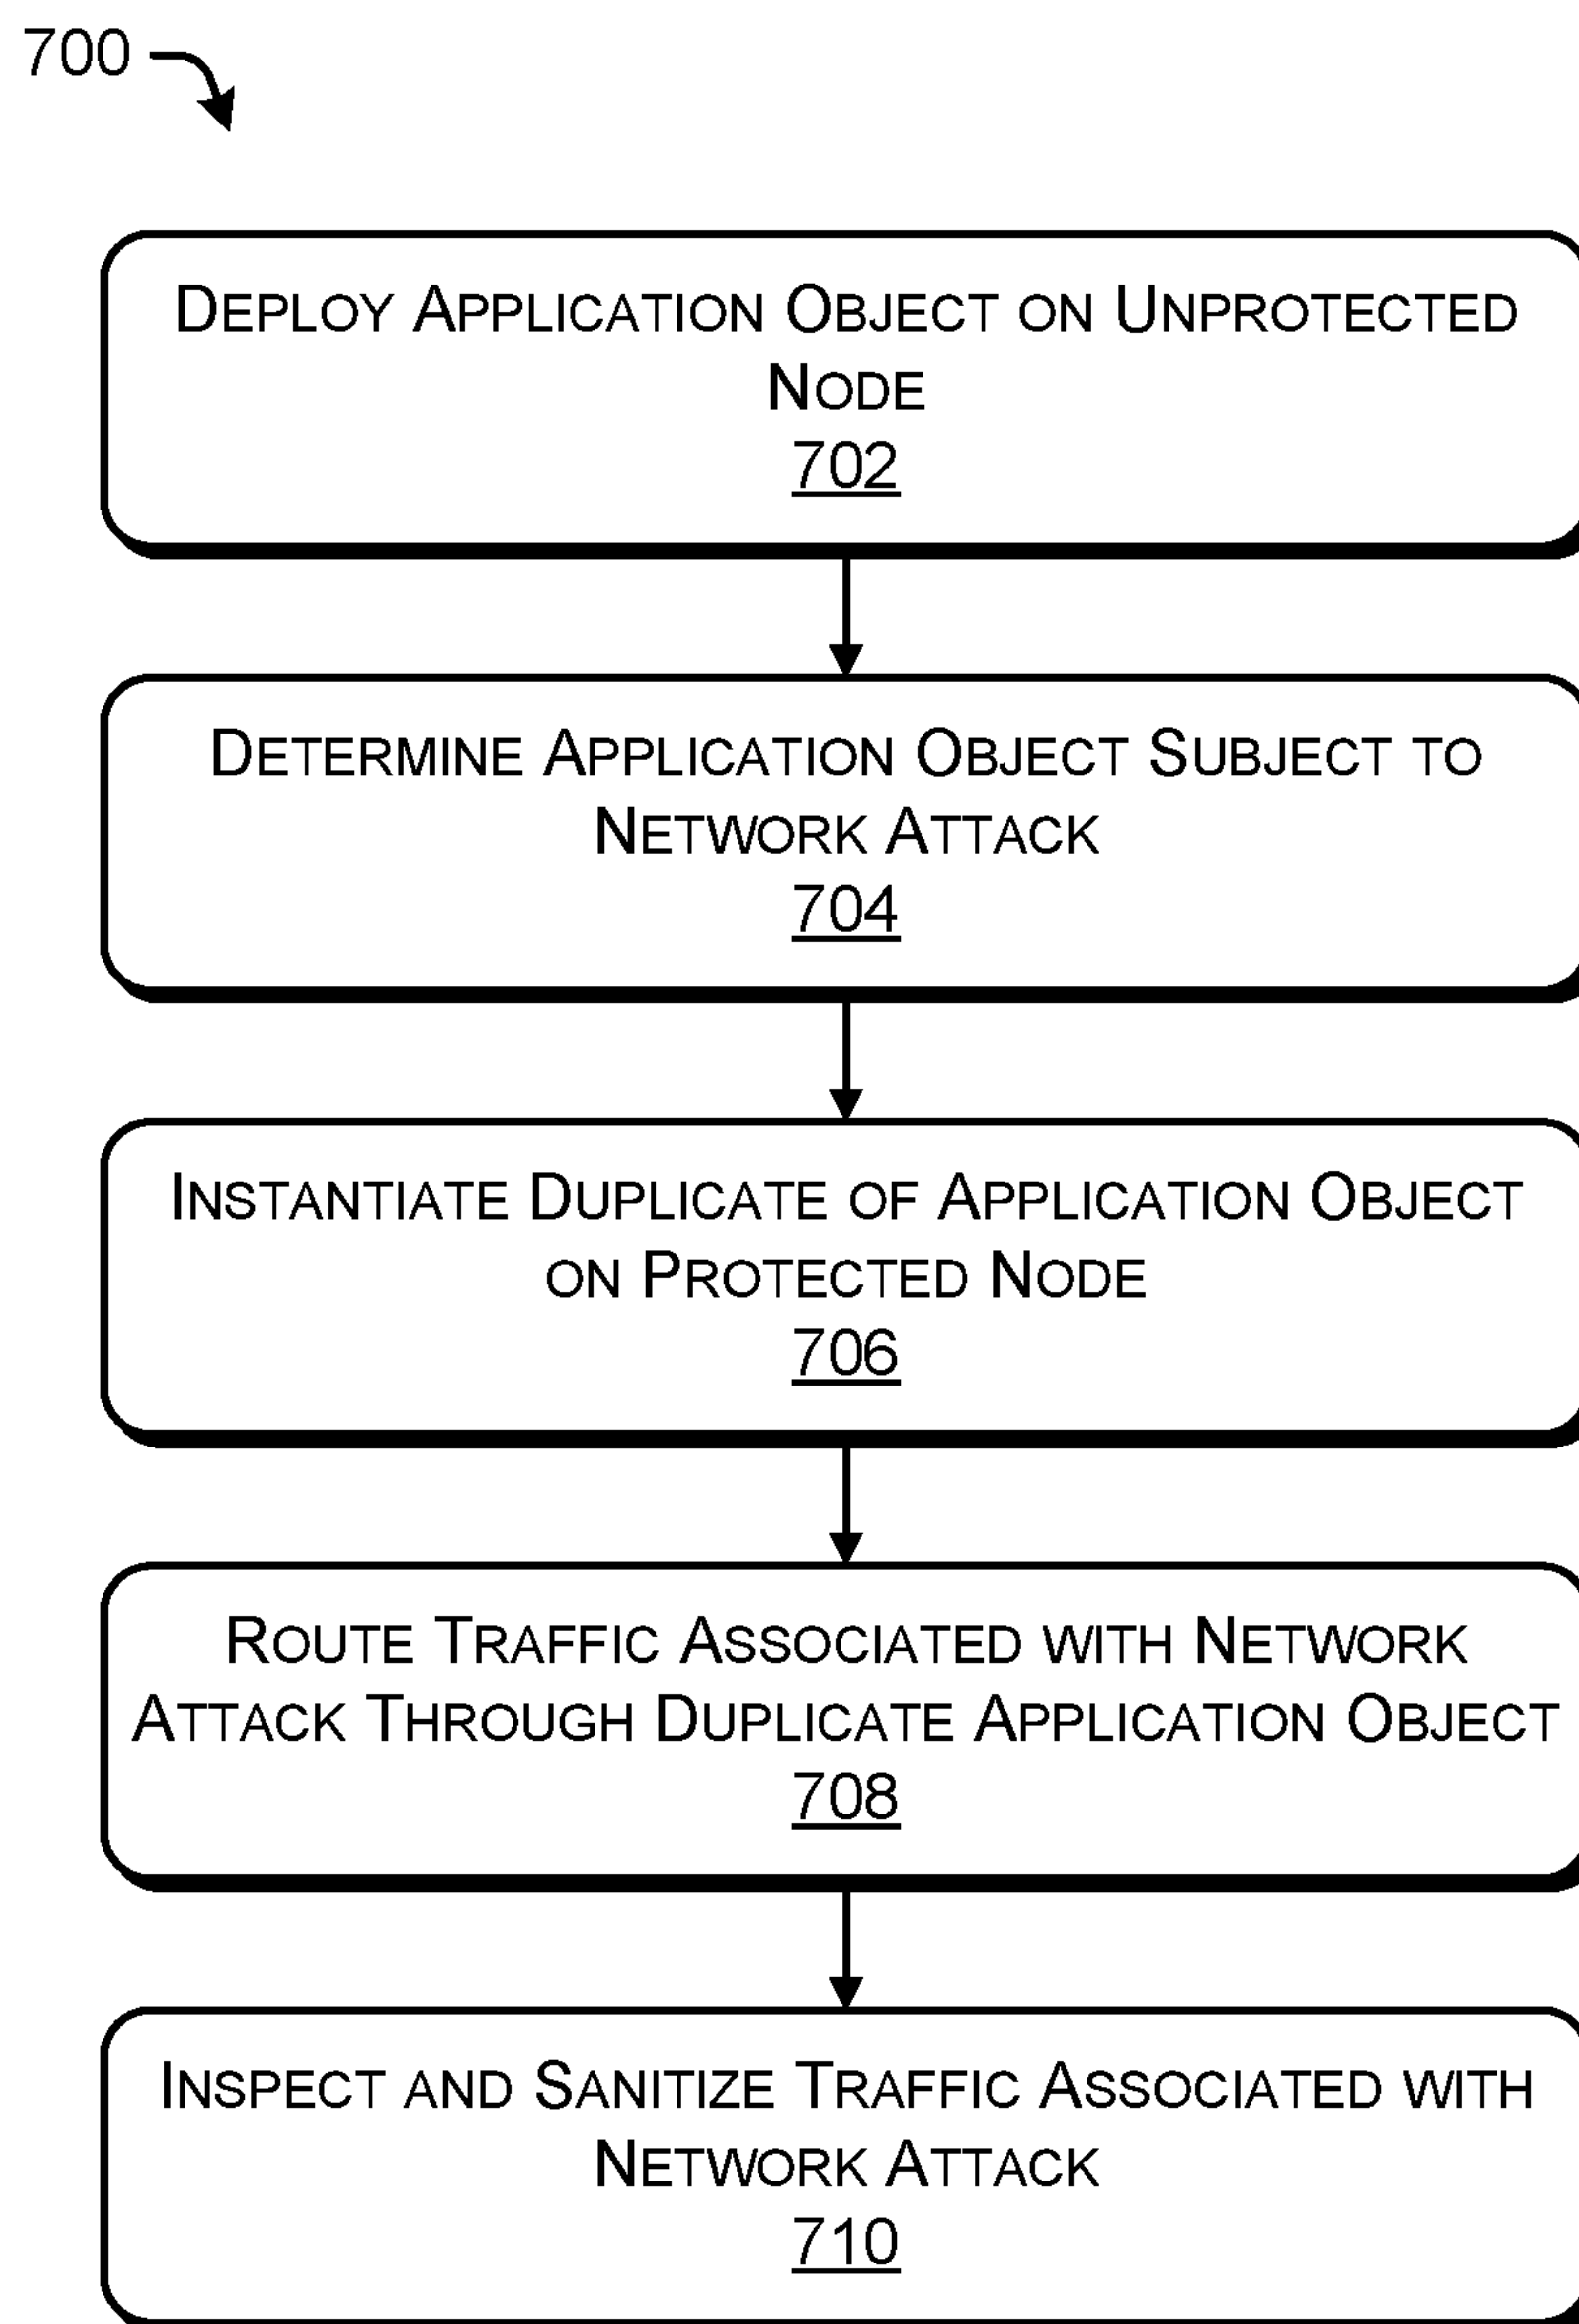 700
DEPLOY APPLICATION OBJECT ON UNPROTECTED
NODE
702
DETERMINE APPLICATION OBJECT SUBJECT TO
NETWORK ATTACK
704
INSTANTIATE DUPLICATE OF APPLICATION OBJECT
ON PROTECTED NODE
706
ROUTE TRAFFIC ASSOCIATED WITH NETWORK
ATTACK THROUGH DUPLICATE APPLICATION OBJECT
708
INSPECT AND SANITIZE TRAFFIC ASSOCIATED WITH
NETWORK ATTACK
710